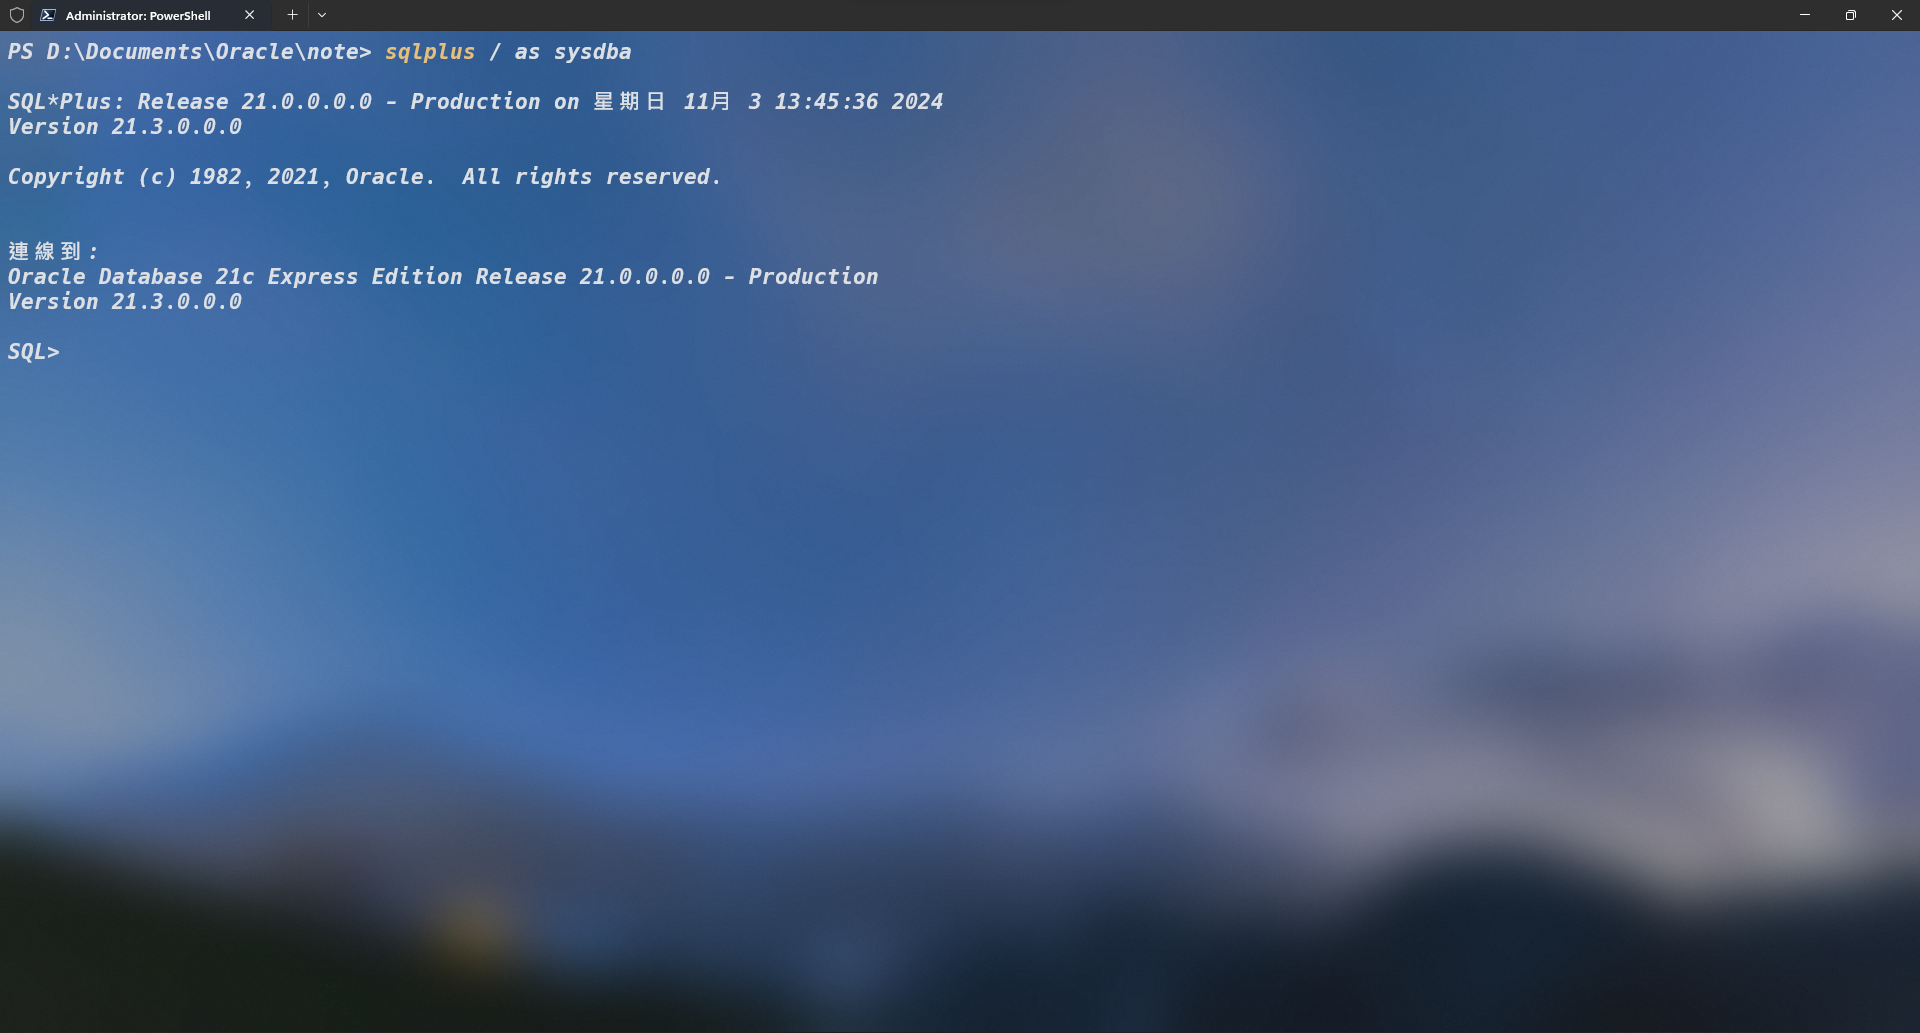 Administrator: PowerShell
PS D:\Documents\Oracle\note> sqlplus / as sysdba
SQL*Plus: Release 21.0.0.0.0 - Production on 星期日 11月 3 13:45:36 2024
Version 21.3.0.0.0
Copyright (c) 1982, 2021, Oracle.  All rights reserved.
連線到:
Oracle Database 21c Express Edition Release 21.0.0.0.0 - Production
Version 21.3.0.0.0
SQL>